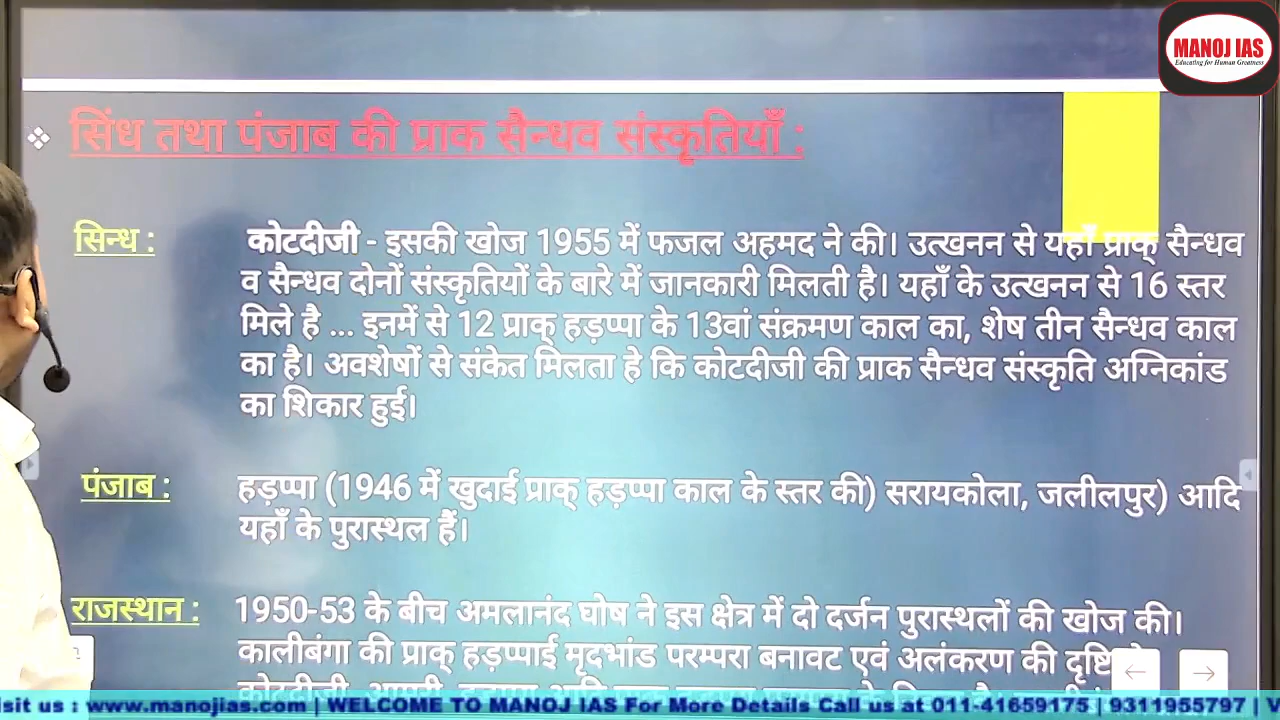 MANOJ IAS
Educating for Human Greatness
❖ सिंध तथा पंजाब की प्राक सैन्धव संस्कृतियाँ :
सिन्ध : कोटदीजी - इसकी खोज 1955 में फजल अहमद ने की। उत्खनन से यहाँ प्राक् सैन्धव
व सैन्धव दोनों संस्कृतियों के बारे में जानकारी मिलती है। यहाँ के उत्खनन से 16 स्तर
मिले है ... इनमें से 12 प्राक् हड़प्पा के 13वां संक्रमण काल का, शेष तीन सैन्धव काल
का है। अवशेषों से संकेत मिलता है कि कोटदीजी की प्राक सैन्धव संस्कृति अग्निकांड
का शिकार हुई।
पंजाब : हड़प्पा (1946 में खुदाई प्राक् हड़प्पा काल के स्तर की) सरायकोला, जलीलपुर) आदि
यहाँ के पुरास्थल हैं।
राजस्थान : 1950-53 के बीच अमलानंद घोष ने इस क्षेत्र में दो दर्जन पुरास्थलों की खोज की।
कालीबंगा की प्राक् हड़प्पाई मृदभांड परम्परा बनावट एवं अलंकरण की दृष्टि
sit us : www.manojias.com | WELCOME TO MANOJ IAS For More Details Call us at 011-41659175 | 9311955797 | V